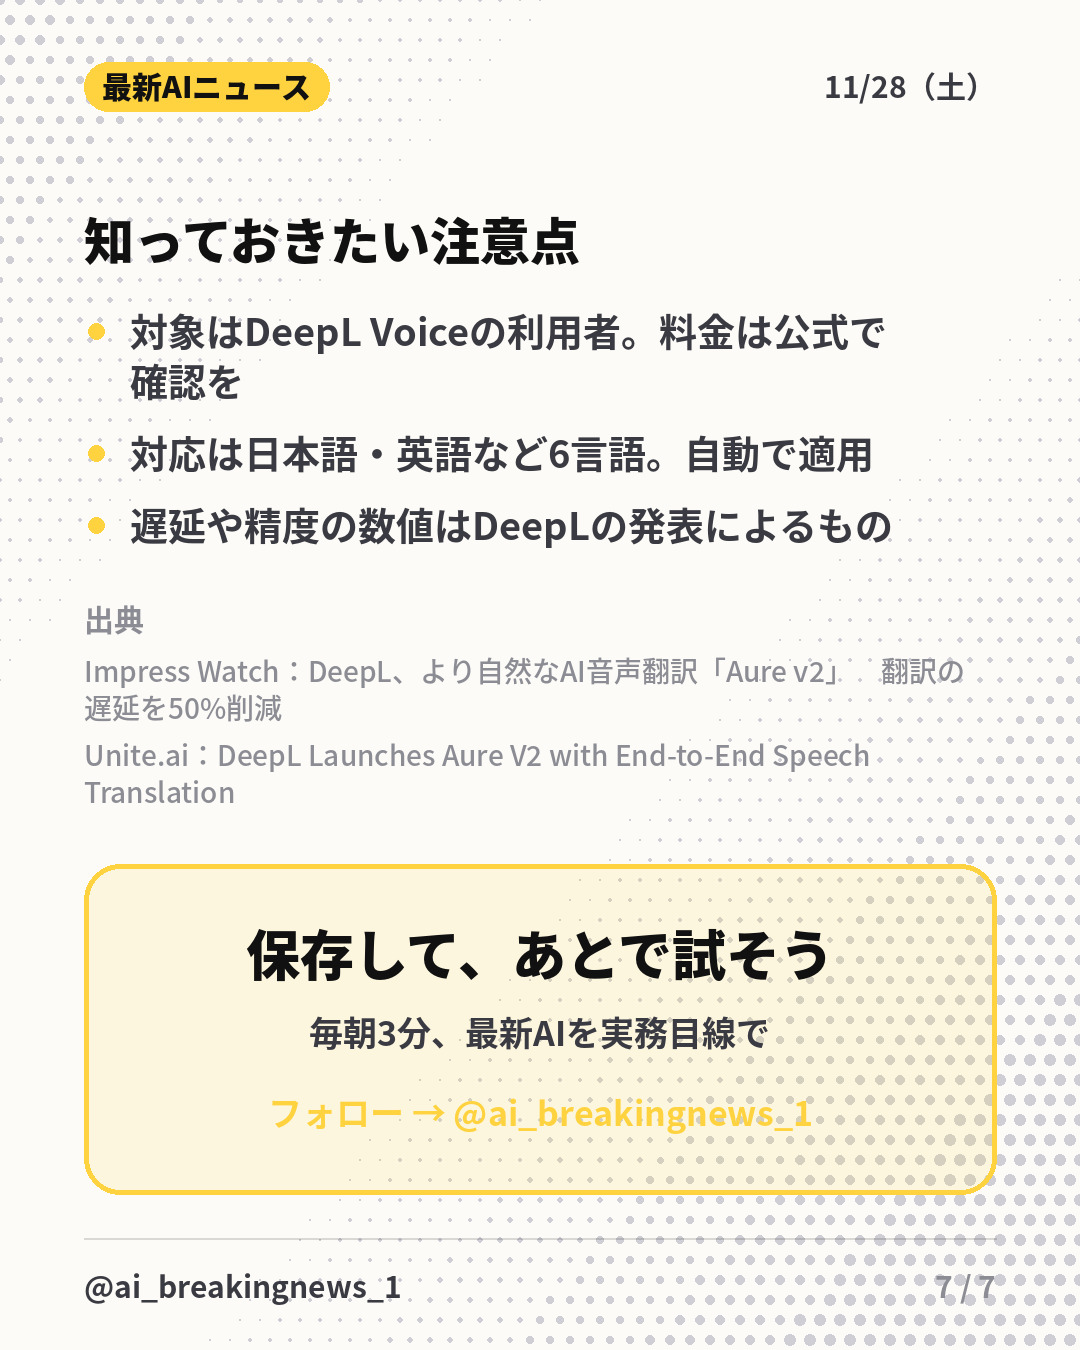 最新AIニュース
11/28（土）
知っておきたい注意点
対象はDeepL Voiceの利用者。料金は公式で
確認を
対応は日本語・英語など6言語。自動で適用
遅延や精度の数値はDeepLの発表によるもの
出典
Impress Watch：DeepL、より自然なAI音声翻訳「Aure v2」　翻訳の
遅延を50%削減
Unite.ai：DeepL Launches Aure V2 with End-to-End Speech
Translation
保存して、あとで試そう
毎朝3分、最新AIを実務目線で
フォロー → @ai_breakingnews_1
@ai_breakingnews_1
7 / 7